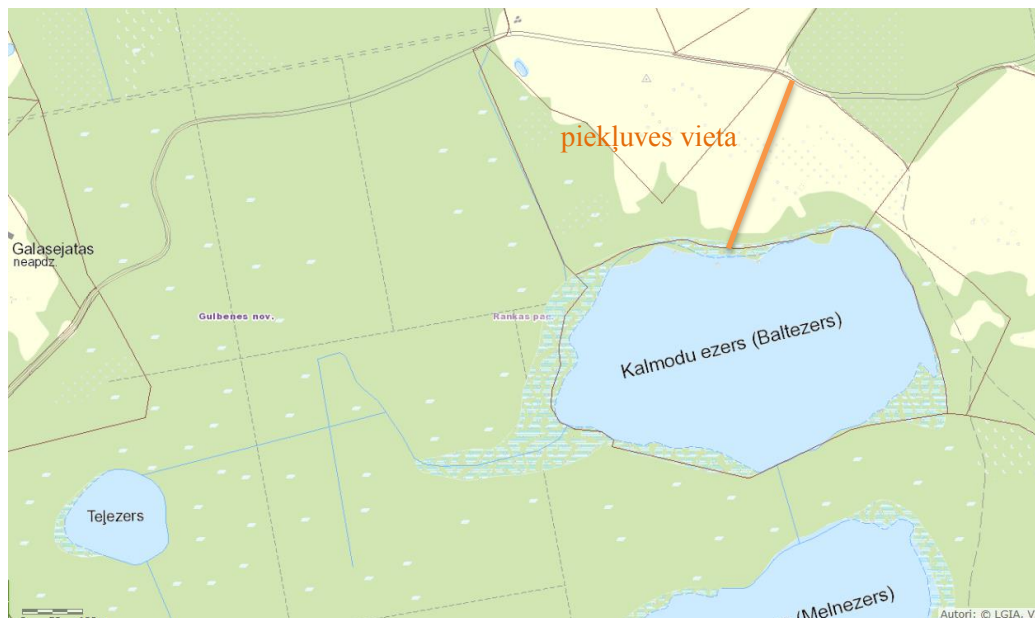 piekļuves vieta
Galasejatas
neapdz.
Gulbenes nov.
Rankas pag.
Kalmodu ezers (Baltezers)
Teļezers
(Melnezers)
Autori: © LGIA, V